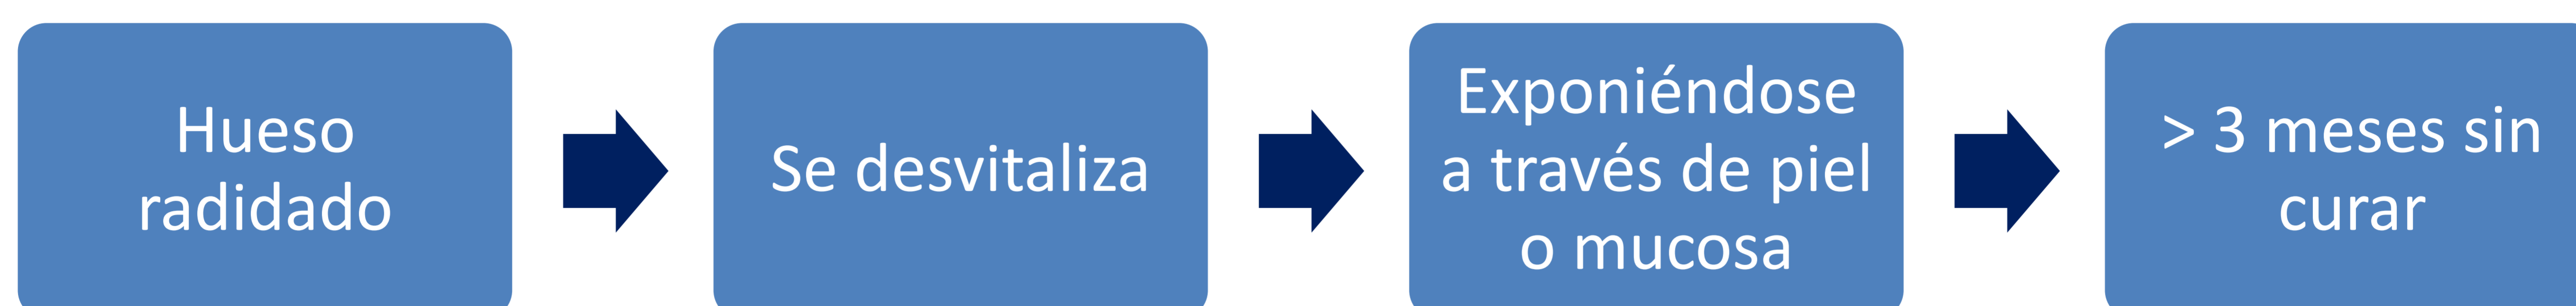 Hueso
radidado
Se desvitaliza
Exponiéndose
a través de piel
o mucosa
> 3 meses sin
curar